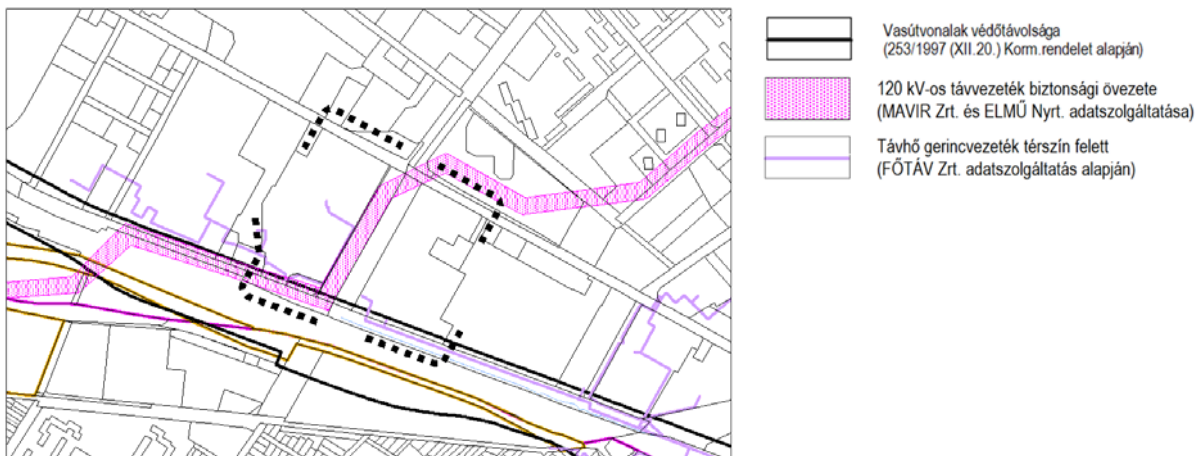 Vasútvonalak védőtávolsága
(253/1997 (XII.20.) Korm.rendelet alapján)
120 kV-os távvezeték biztonsági övezete
(MAVIR Zrt. és ELMŰ Nyrt. adatszolgáltatása)
Távhő gerincvezeték térszín felett
(FŐTÁV Zrt. adatszolgáltatás alapján)